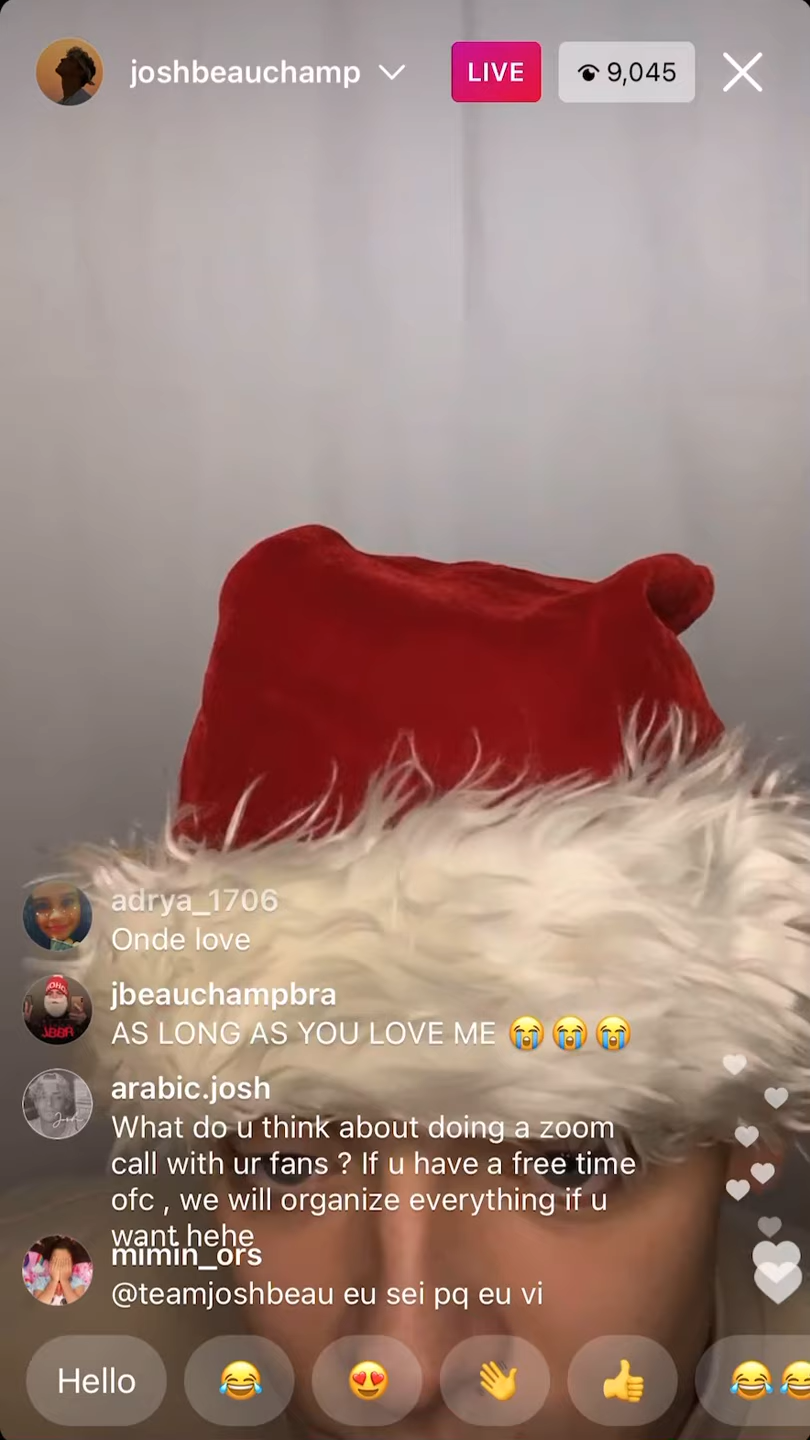 joshbeauchamp LIVE 9,045
adrya_1706
Onde love
jbeauchampbra
AS LONG AS YOU LOVE ME 😭😭😭
arabic.josh
What do u think about doing a zoom
call with ur fans ? If u have a free time
ofc , we will organize everything if u
want hehe
mimin_ors
@teamjoshbeau eu sei pq eu vi
Hello 😂 😍 👋 👍 😂😂